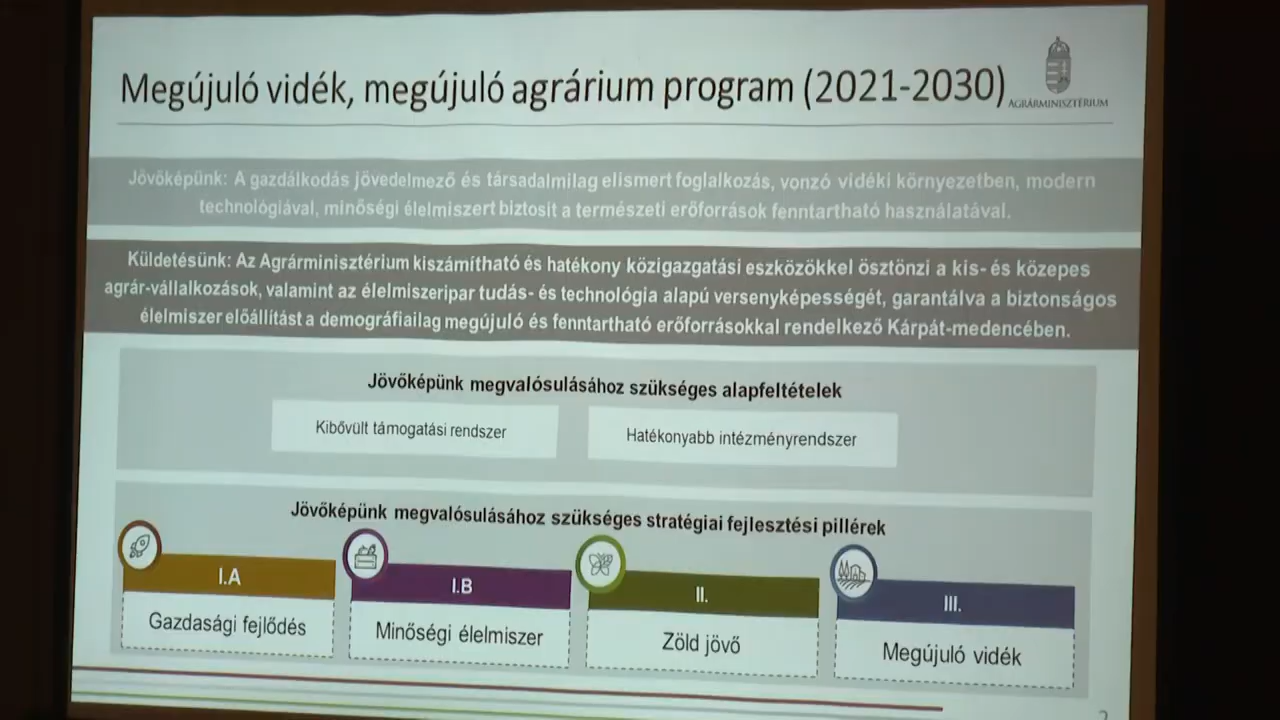 Megújuló vidék, megújuló agrárium program (2021-2030)
AGRÁRMINISZTÉRIUM
Jövőképünk: A gazdálkodás jövedelmező és társadalmilag elismert foglalkozás, vonzó vidéki környezetben, modern
technológiával, minőségi élelmiszert biztosit a természeti erőforrások fenntartható használatával.
Küldetésünk: Az Agrárminisztérium kiszámítható és hatékony közigazgatási eszközökkel ösztönzi a kis- és közepes
agrár-vállalkozások, valamint az élelmiszeripar tudás- és technológia alapú versenyképességét, garantálva a biztonságos
élelmiszer előállítást a demográfiailag megújuló és fenntartható erőforrásokkal rendelkező Kárpát-medencében.
Jövőképünk megvalósulásához szükséges alapfeltételek
Kibővült támogatási rendszer
Hatékonyabb intézményrendszer
Jövőképünk megvalósulásához szükséges stratégiai fejlesztési pillérek
I.A
I.B
II.
III.
Gazdasági fejlődés
Minőségi élelmiszer
Zöld jövő
Megújuló vidék